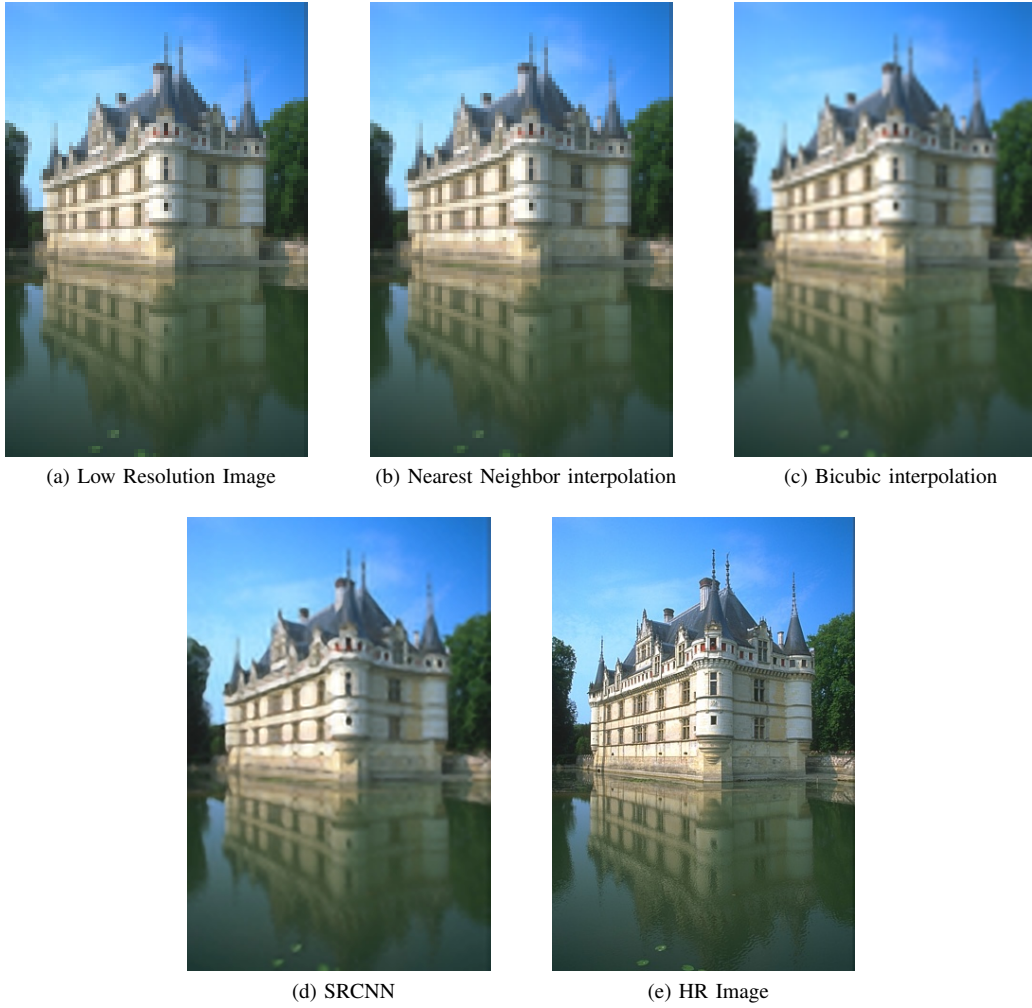 (a) Low Resolution Image
(b) Nearest Neighbor interpolation
(c) Bicubic interpolation
(d) SRCNN
(e) HR Image